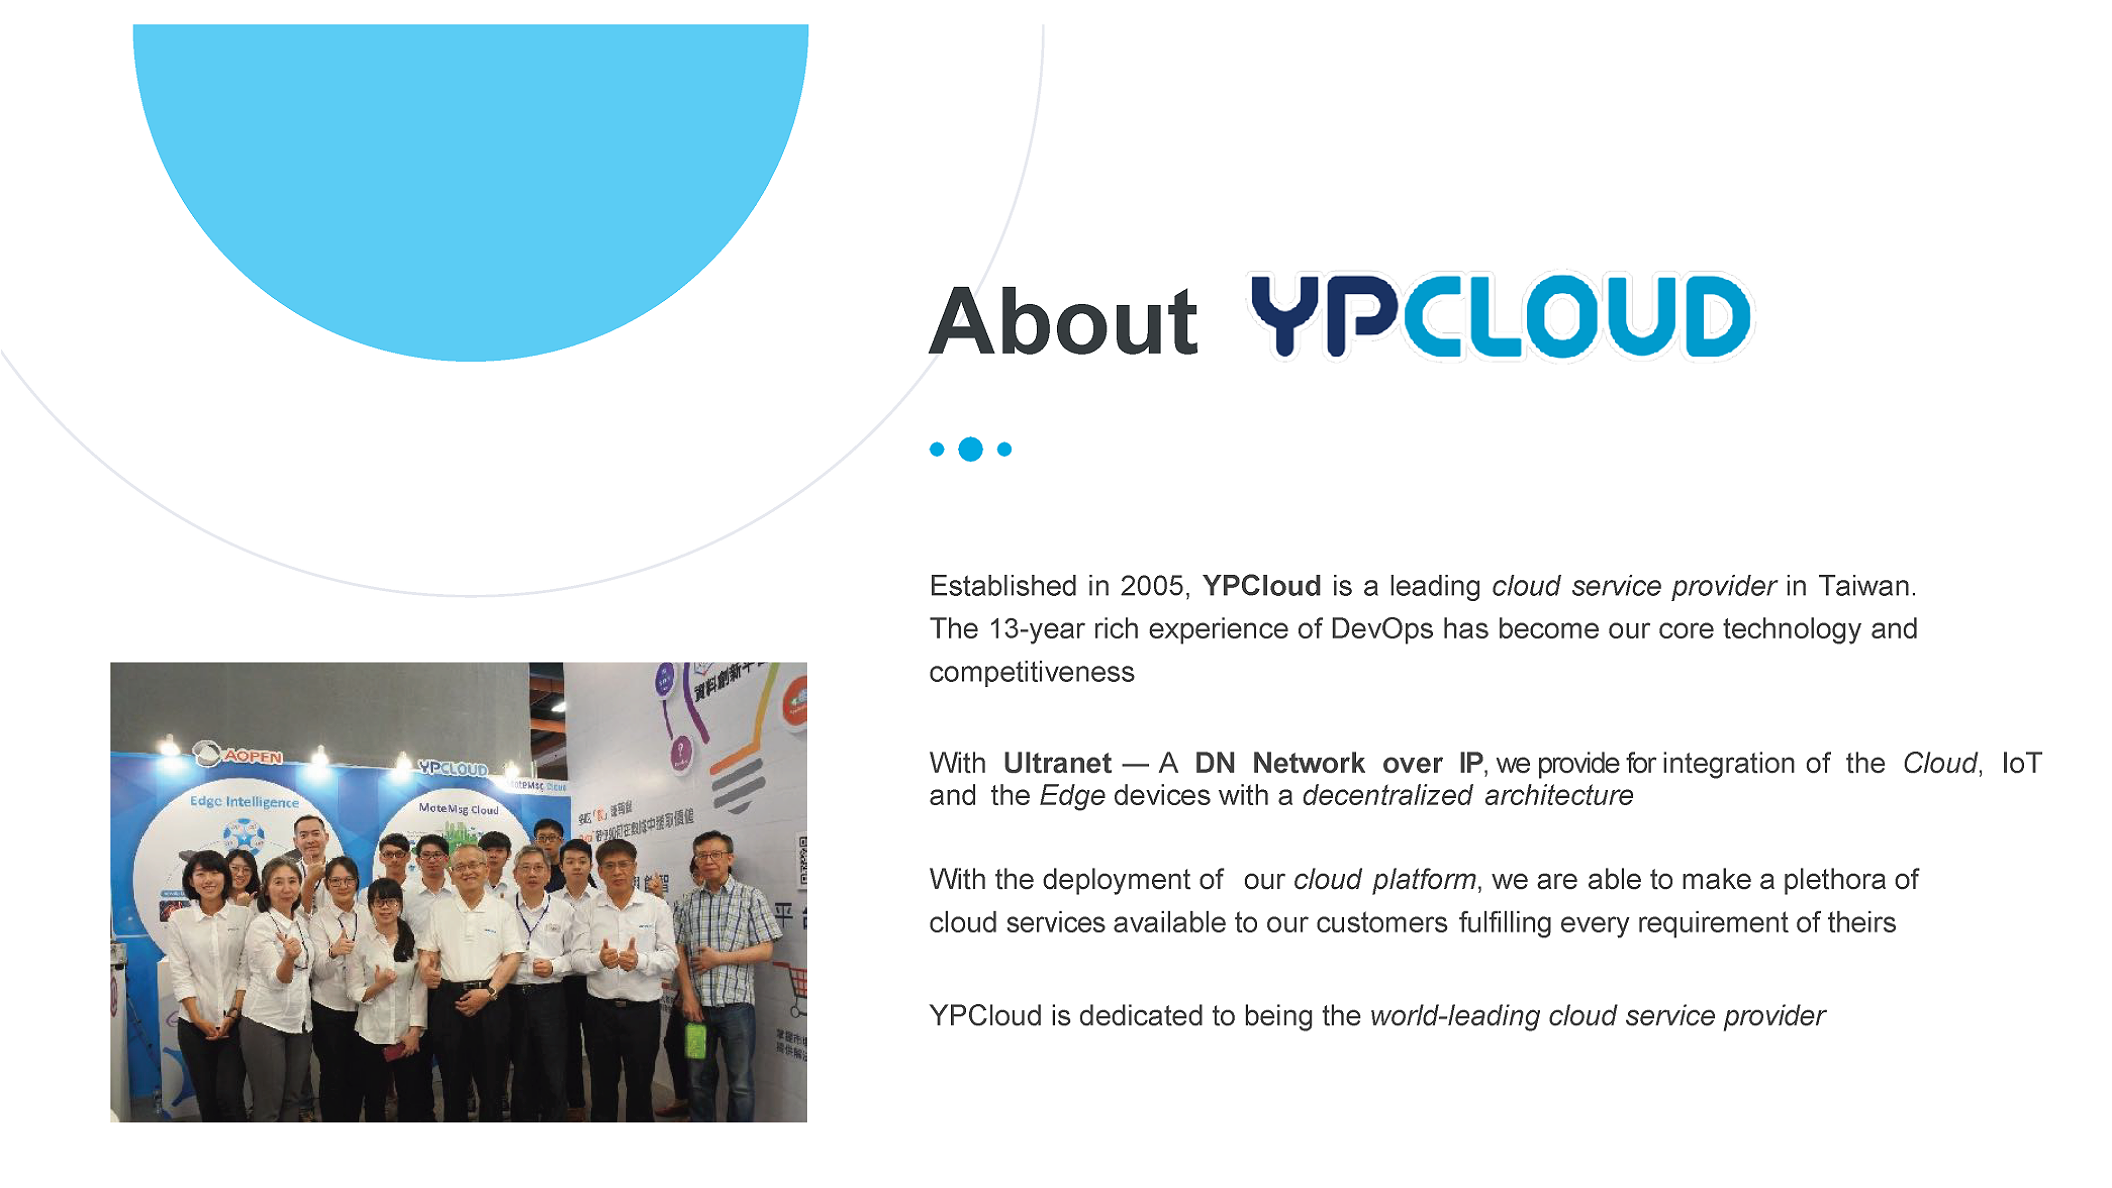 About YPCLOUD
Established in 2005, YPCloud is a leading cloud service provider in Taiwan.
The 13-year rich experience of DevOps has become our core technology and
competitiveness
With Ultranet — A DN Network over IP, we provide for integration of the Cloud, IoT
and the Edge devices with a decentralized architecture
With the deployment of our cloud platform, we are able to make a plethora of
cloud services available to our customers fulfilling every requirement of theirs
YPCloud is dedicated to being the world-leading cloud service provider
資料創新平
AOPEN
YPCLOUD
MoteMsg Cloud
Edge Intelligence
MoteMsg Cloud